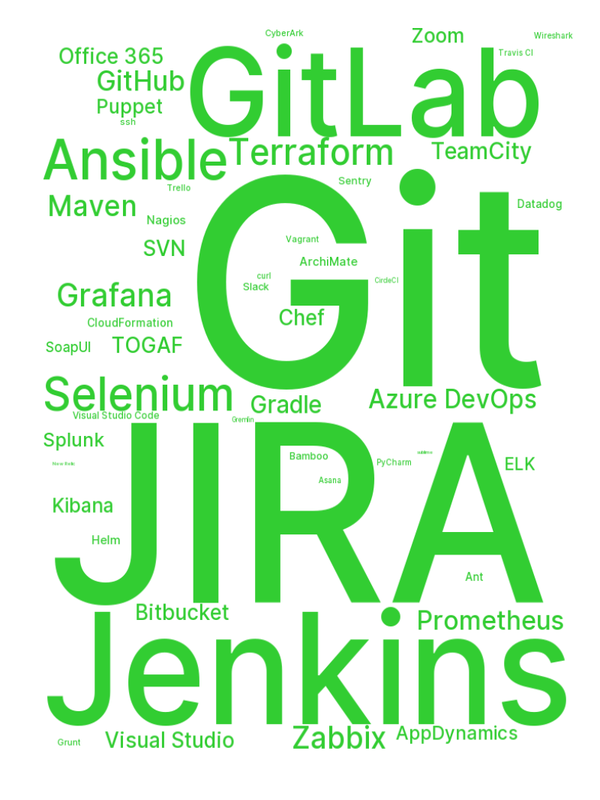 CyberArk
Zoom
Wireshark
Office 365
GitLab
Travis CI
GitHub
Puppet
ssh
Ansible
Terraform
TeamCity
Trello
Sentry
Maven
Git
Datadog
Nagios
SVN
Vagrant
ArchiMate
curl
Slack
CircleCI
Grafana
Chef
CloudFormation
SoapUI
TOGAF
Selenium
Gradle
Azure DevOps
Visual Studio Code
Gremlin
Splunk
JIRA
Bamboo
PyCharm
ELK
Asana
Kibana
Helm
Ant
Bitbucket
Prometheus
Jenkins
Grunt
Visual Studio
Zabbix
AppDynamics